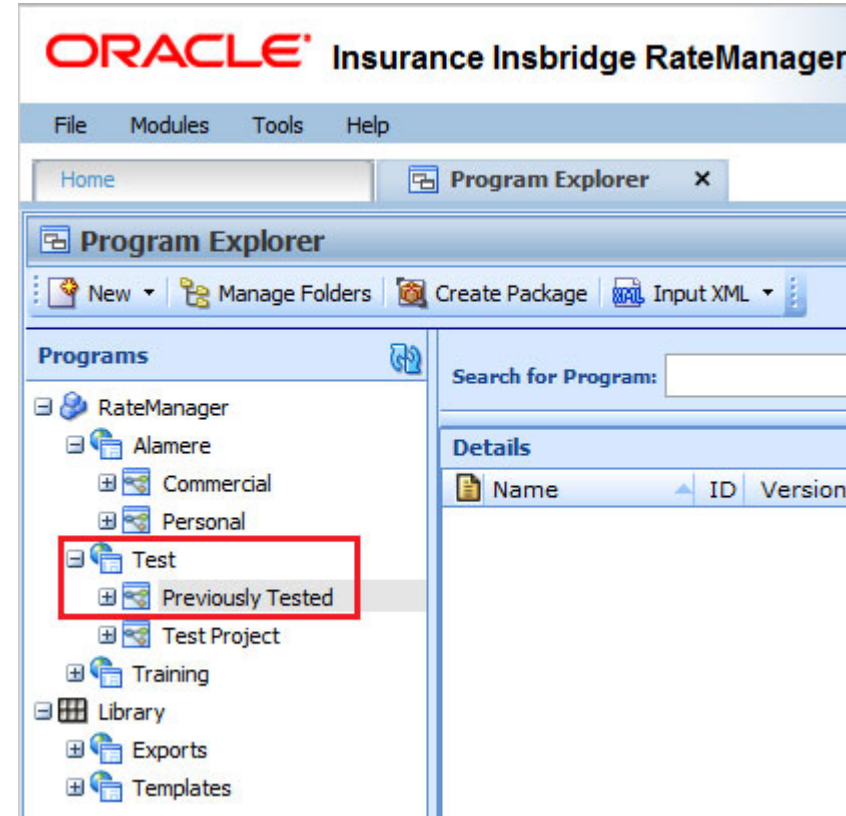 ORACLE Insurance Insbridge RateManager
File Modules Tools Help
Home Program Explorer x
Program Explorer
New Manage Folders Create Package XML Input XML
Programs
Search for Program:
RateManager
Alamere
Commercial
Personal
Test
Previously Tested
Test Project
Training
Library
Exports
Templates
Details
Name ID Version